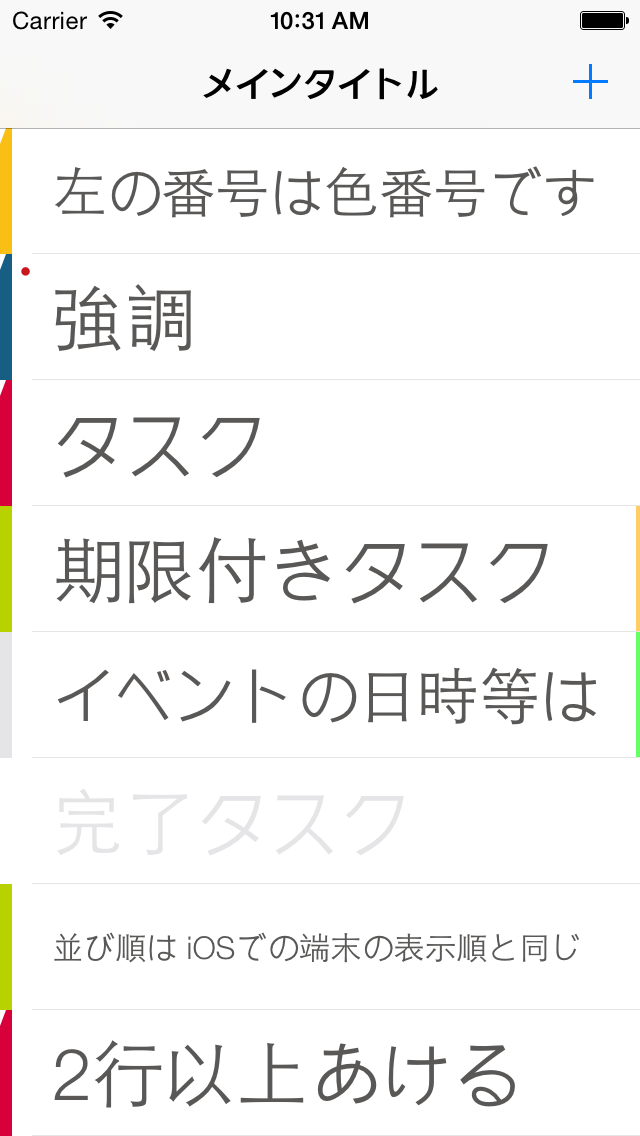 Carrier 10:31 AM
メインタイトル
左の番号は色番号です
強調
タスク
期限付きタスク
イベントの日時等は
完了タスク
並び順は iOSでの端末の表示順と同じ
2行以上あける